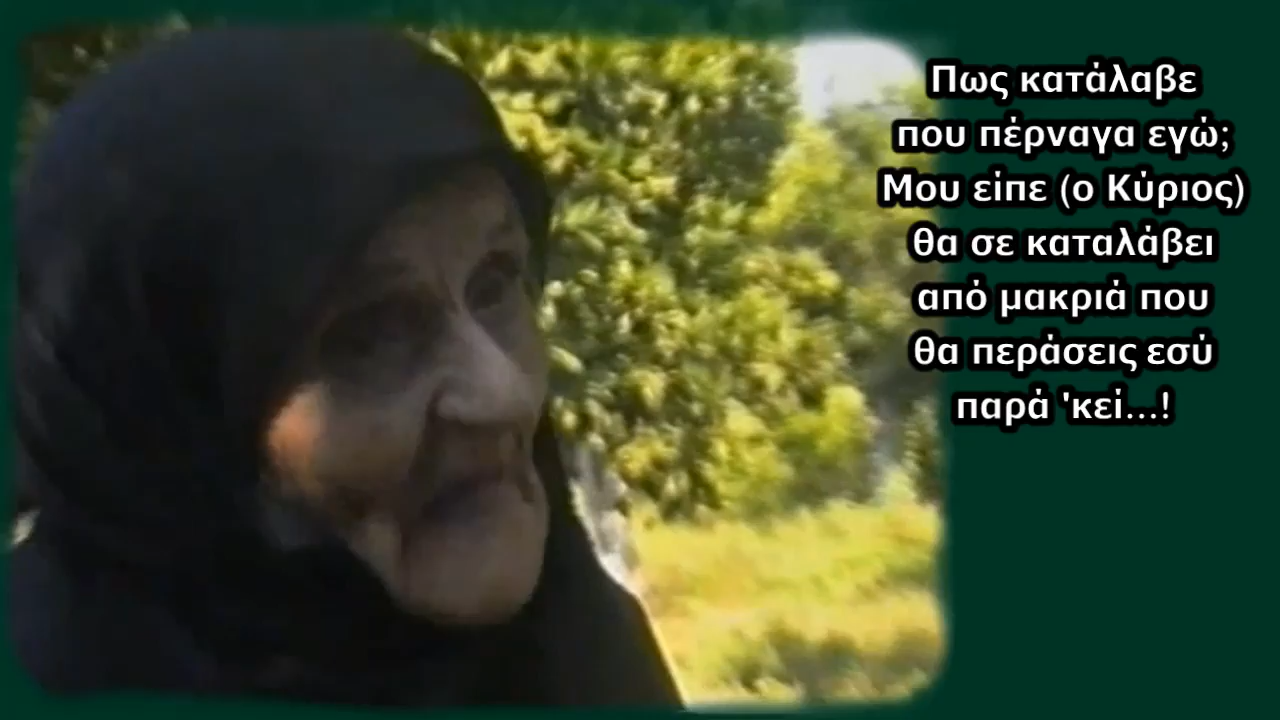 Πως κατάλαβε
που πέρναγα εγώ;
Μου είπε (ο Κύριος)
θα σε καταλάβει
από μακριά που
θα περάσεις εσύ
παρά 'κεί...!